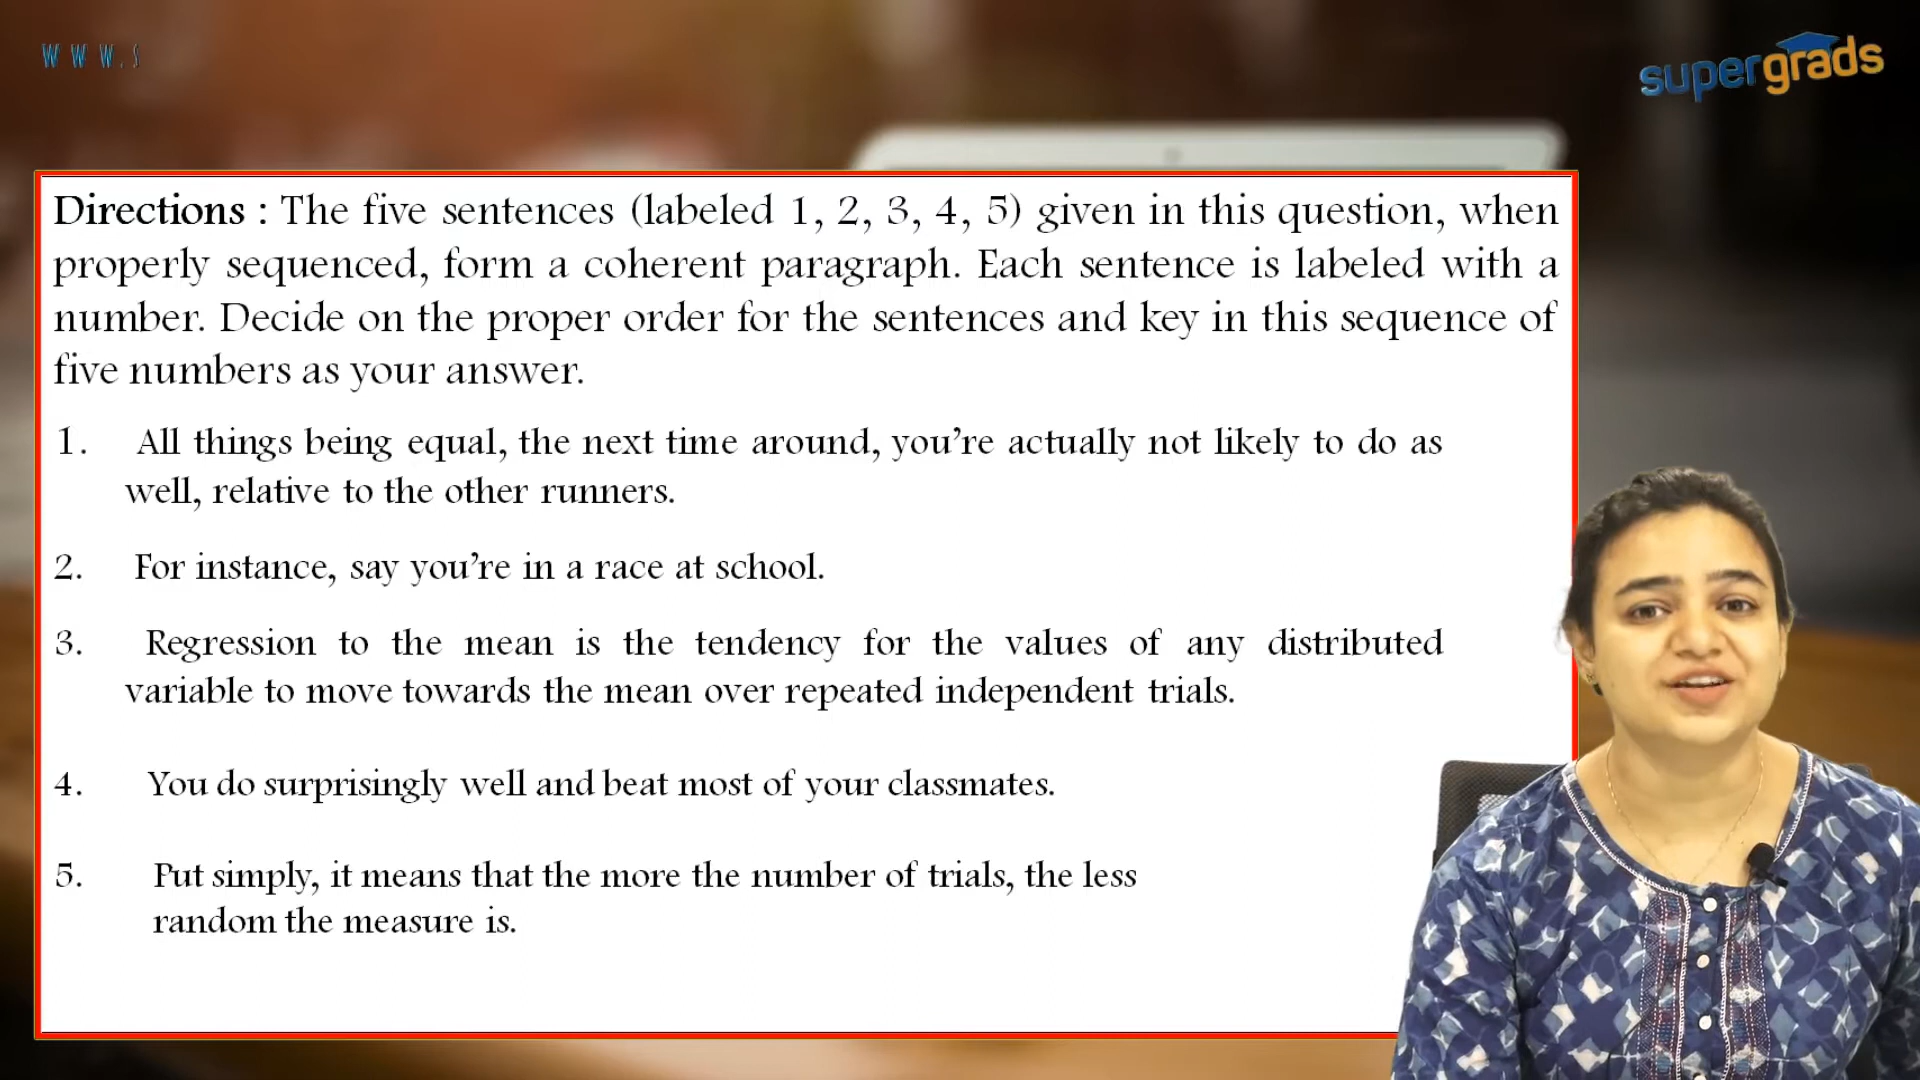 WWW.S
supergrads
Directions : The five sentences (labeled 1, 2, 3, 4, 5) given in this question, when
properly sequenced, form a coherent paragraph. Each sentence is labeled with a
number. Decide on the proper order for the sentences and key in this sequence of
five numbers as your answer.
1. All things being equal, the next time around, you're actually not likely to do as
well, relative to the other runners.
2. For instance, say you're in a race at school.
3. Regression to the mean is the tendency for the values of any distributed
variable to move towards the mean over repeated independent trials.
4. You do surprisingly well and beat most of your classmates.
5. Put simply, it means that the more the number of trials, the less
random the measure is.